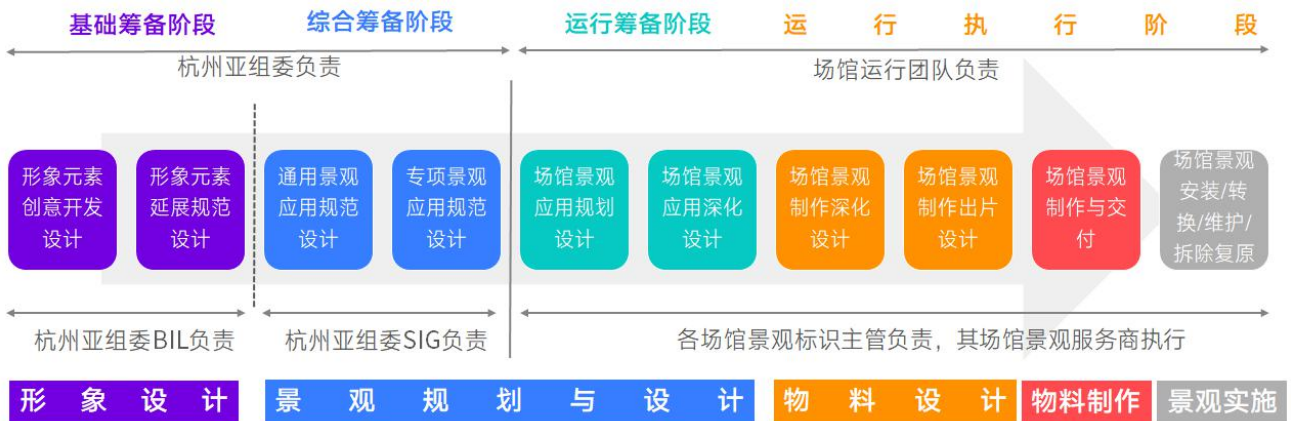 基础筹备阶段 综合筹备阶段 运行筹备阶段 运行执行阶段
杭州亚组委负责 场馆运行团队负责
形象元素
创意开发
设计
形象元素
延展规范
设计
通用景观
应用规范
设计
专项景观
应用规范
设计
场馆景观
应用规划
设计
场馆景观
应用深化
设计
场馆景观
制作深化
设计
场馆景观
制作出片
设计
场馆景观
制作与交
付
场馆景观
安装/转
换/维护/
拆除复原
杭州亚组委BIL负责 杭州亚组委SIG负责 各场馆景观标识主管负责，其场馆景观服务商执行
形象设计 景观规划与设计 物料设计 物料制作 景观实施